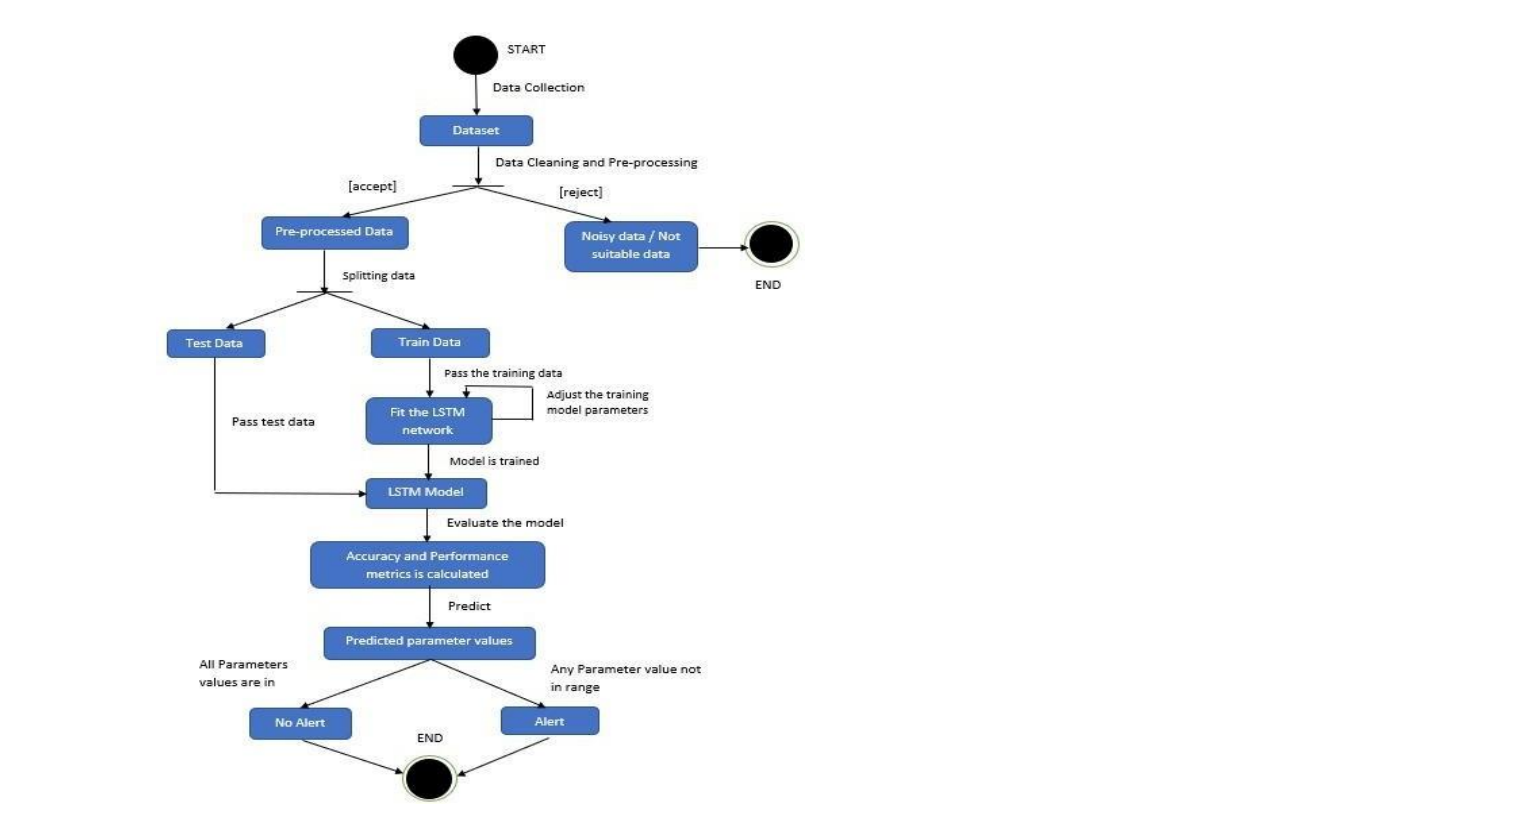 START
Data Collection
Dataset
Data Cleaning and Pre-processing
[accept]
[reject]
Pre-processed Data
Noisy data / Not
suitable data
END
Splitting data
Test Data
Train Data
Pass the training data
Adjust the training
model parameters
Fit the LSTM
network
Pass test data
Model is trained
LSTM Model
Evaluate the model
Accuracy and Performance
metrics is calculated
Predict
Predicted parameter values
All Parameters
values are in
Any Parameter value not
in range
No Alert
Alert
END